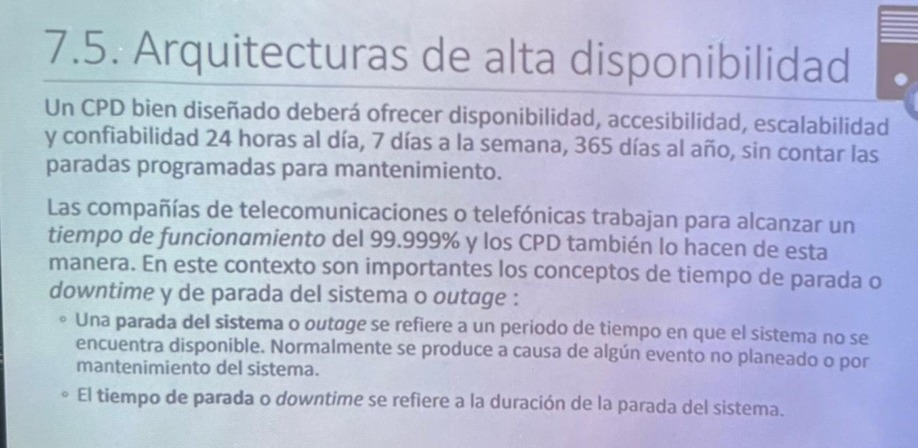 7.5. Arquitecturas de alta disponibilidad
Un CPD bien diseñado deberá ofrecer disponibilidad, accesibilidad, escalabilidad
y confiabilidad 24 horas al día, 7 días a la semana, 365 días al año, sin contar las
paradas programadas para mantenimiento.
Las compañías de telecomunicaciones o telefónicas trabajan para alcanzar un
tiempo de funcionamiento del 99.999% y los CPD también lo hacen de esta
manera. En este contexto son importantes los conceptos de tiempo de parada o
downtime y de parada del sistema o outage :
◦ Una parada del sistema o outage se refiere a un periodo de tiempo en que el sistema no se
encuentra disponible. Normalmente se produce a causa de algún evento no planeado o por
mantenimiento del sistema.
◦ El tiempo de parada o downtime se refiere a la duración de la parada del sistema.